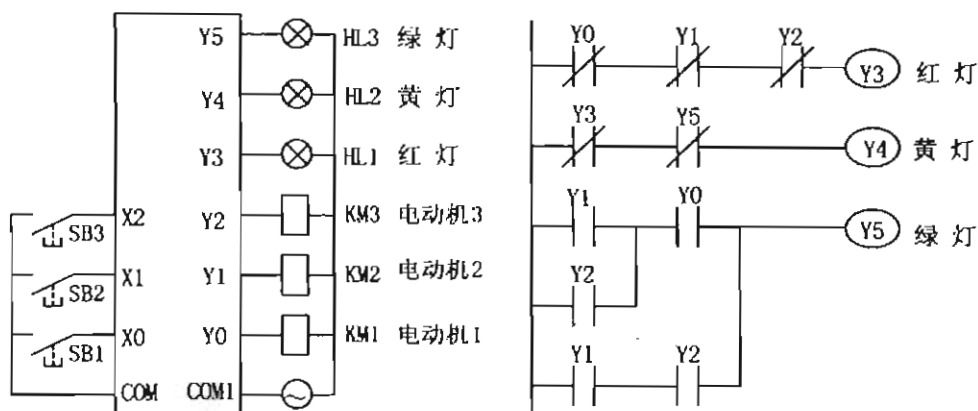 Y5 HL3 绿 灯
Y4 HL2 黄 灯
Y3 HL1 红 灯
X2 Y2 KM3 电动机3
SB3
X1 Y1 KM2 电动机2
SB2
X0 Y0 KM1 电动机1
SB1
COM COM1
Y0 Y1 Y2
Y3 红 灯
Y3 Y5
Y4 黄 灯
Y1 Y0
Y5 绿 灯
Y2
Y1 Y2